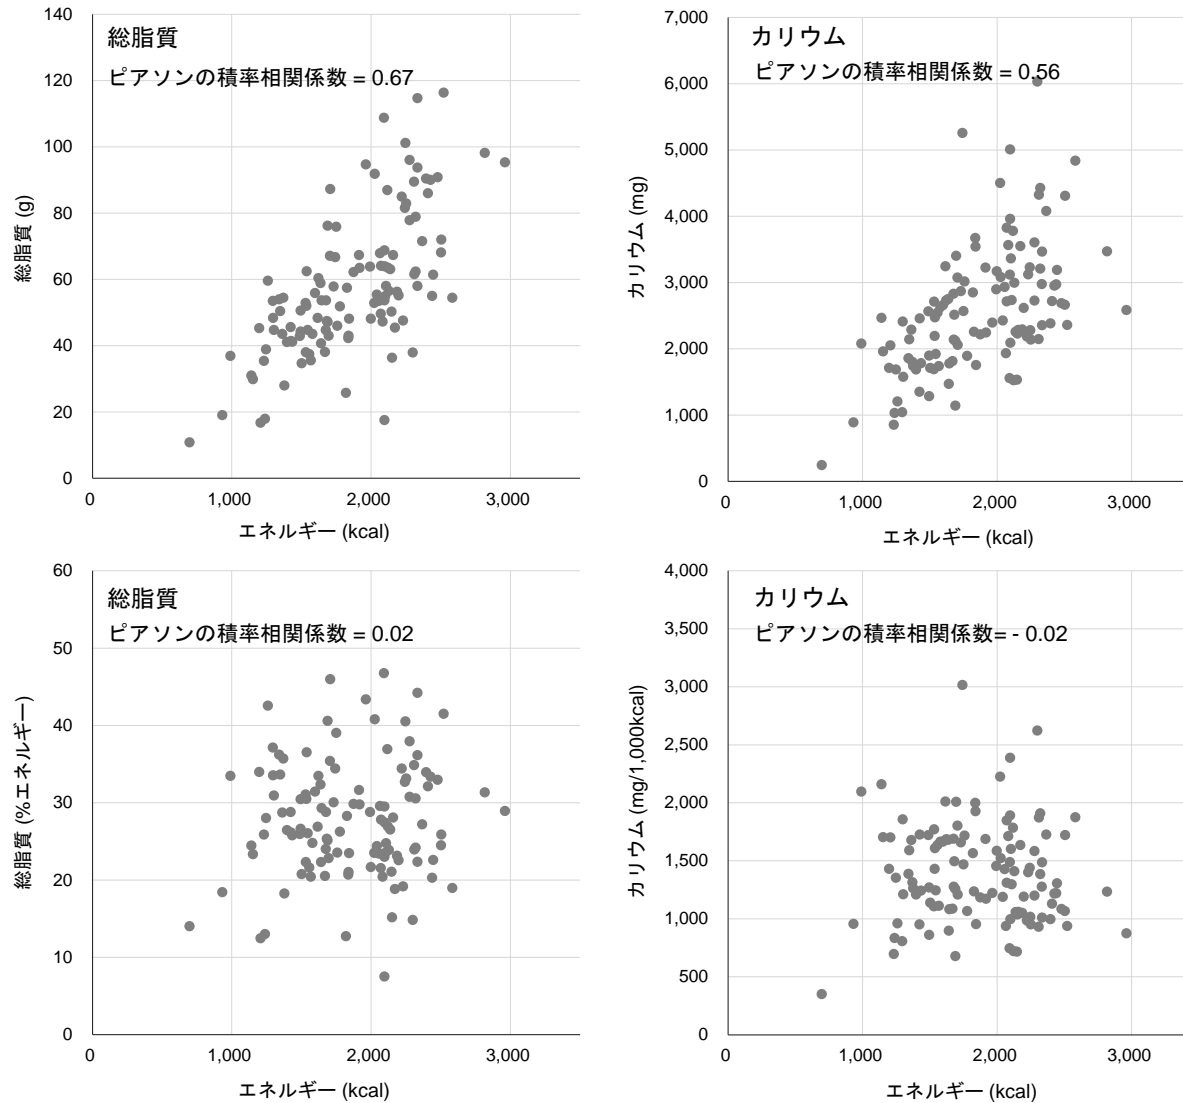 総脂質
ピアソンの積率相関係数 = 0.67
総脂質 (g)
140
120
100
80
60
40
20
0
0 1,000 2,000 3,000
エネルギー (kcal)
カリウム
ピアソンの積率相関係数 = 0.56
カリウム (mg)
7,000
6,000
5,000
4,000
3,000
2,000
1,000
0
0 1,000 2,000 3,000
エネルギー (kcal)
総脂質
ピアソンの積率相関係数 = 0.02
総脂質 (%エネルギー)
60
50
40
30
20
10
0
0 1,000 2,000 3,000
エネルギー (kcal)
カリウム
ピアソンの積率相関係数= - 0.02
カリウム (mg/1,000kcal)
4,000
3,500
3,000
2,500
2,000
1,500
1,000
500
0
0 1,000 2,000 3,000
エネルギー (kcal)